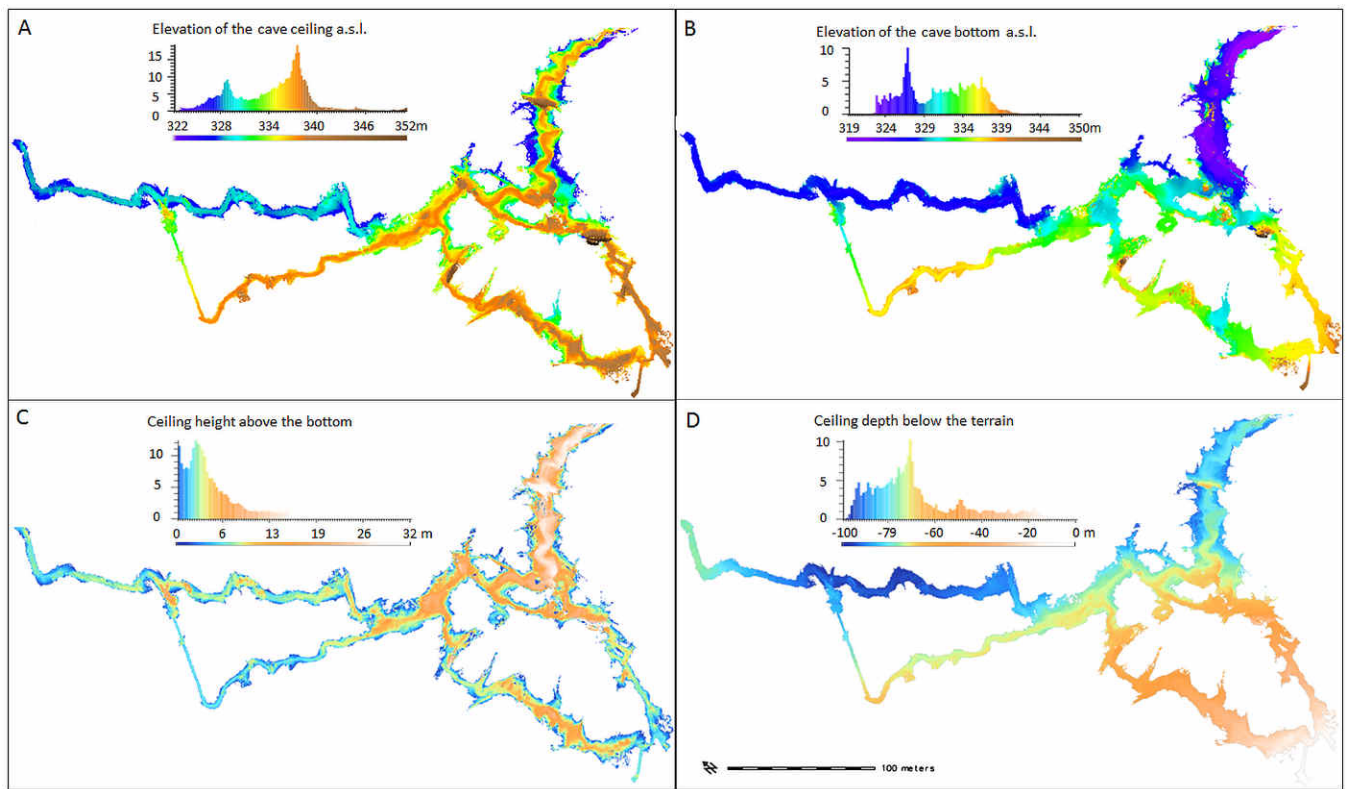 A
Elevation of the cave ceiling a.s.l.
15
10
5
0
322 328 334 340 346 352m
B
Elevation of the cave bottom a.s.l.
10
5
0
319 324 329 334 339 344 350m
C
Ceiling height above the bottom
10
5
0
0 6 13 19 26 32 m
D
Ceiling depth below the terrain
10
5
0
-100 -79 -60 -40 -20 0 m
100 meters